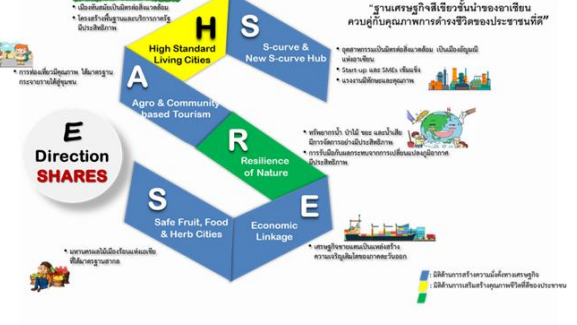 "ฐานเศรษฐกิจสีเขียวชั้นนำของอาเซียน
ควบคู่กับคุณภาพการดำรงชีวิตของประชาชนที่ดี"
• เมืองทันสมัยเป็นมิตรต่อสิ่งแวดล้อม
• โครงสร้างพื้นฐานและบริการภาครัฐ
มีประสิทธิภาพ
H
High Standard
Living Cities
S
S-curve &
New S-curve Hub
• อุตสาหกรรมเป็นมิตรต่อสิ่งแวดล้อม เป็นเมืองอัญมณี
แห่งอาเซียน
• Start-up และ SMEs เข้มแข็ง
• แรงงานมีทักษะและคุณภาพ
• การท่องเที่ยวมีคุณภาพ ได้มาตรฐาน
กระจายรายได้สู่ชุมชน
A
Agro & Community
based Tourism
E
Direction
SHARES
R
Resilience
of Nature
• ทรัพยากรน้ำ ป่าไม้ ขยะ และน้ำเสีย
มีการจัดการอย่างมีประสิทธิภาพ
• การรับมือกับผลกระทบจากการเปลี่ยนแปลงภูมิอากาศ
มีประสิทธิภาพ
S
Safe Fruit, Food
& Herb Cities
E
Economic
Linkage
• มหานครผลไม้เมืองร้อนแห่งเอเชีย
ที่ได้มาตรฐานสากล
• เศรษฐกิจชายแดนเป็นแหล่งสร้าง
ความเจริญเติบโตของภาคตะวันออก
: มิติด้านการสร้างความมั่งคั่งทางเศรษฐกิจ
: มิติด้านการเสริมสร้างคุณภาพชีวิตที่ดีของประชาชน